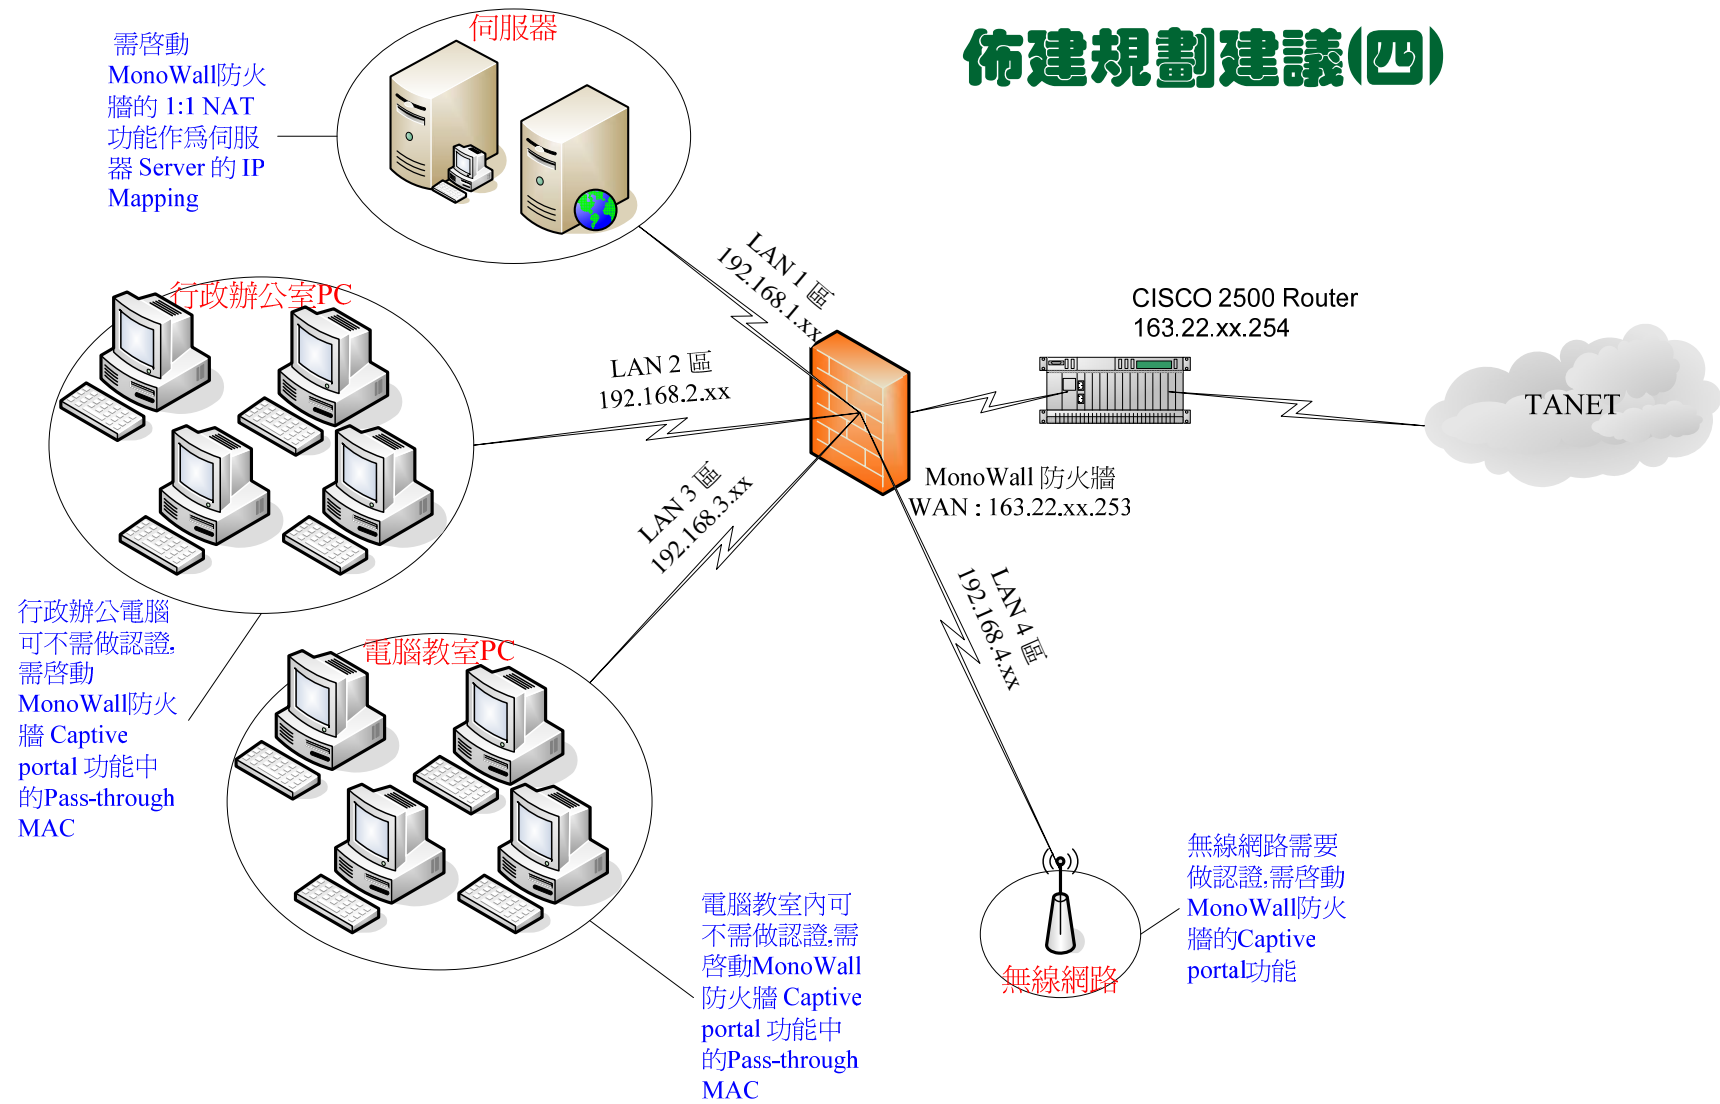 佈建規劃建議(四)
伺服器
需啓動
MonoWall防火
牆的 1:1 NAT
功能作爲伺服
器 Server 的 IP
Mapping
LAN 1 區
192.168.1.xx
行政辦公室PC
LAN 2 區
192.168.2.xx
CISCO 2500 Router
163.22.xx.254
TANET
MonoWall 防火牆
WAN : 163.22.xx.253
LAN 3 區
192.168.3.xx
LAN 4 區
192.168.4.xx
行政辦公電腦
可不需做認證,
需啓動
MonoWall防火
牆 Captive
portal 功能中
的Pass-through
MAC
電腦教室PC
電腦教室內可
不需做認證,需
啓動MonoWall
防火牆 Captive
portal 功能中
的Pass-through
MAC
無線網路
無線網路需要
做認證,需啓動
MonoWall防火
牆的Captive
portal功能